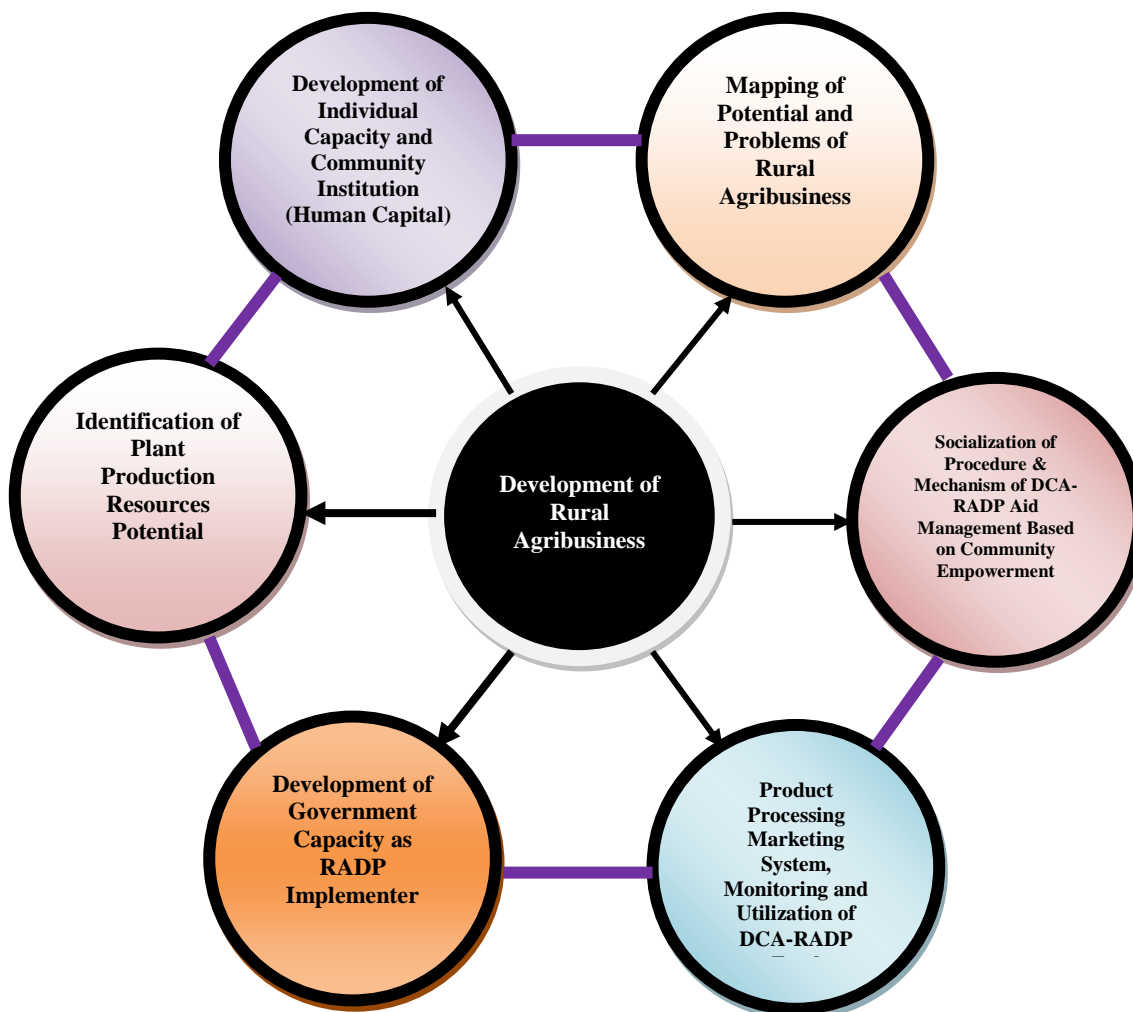 Development of
Individual
Capacity and
Community
Institution
(Human Capital)
Mapping of
Potential and
Problems of
Rural
Agribusiness
Identification of
Plant
Production
Resources
Potential
Development of
Rural
Agribusiness
Socialization of
Procedure &
Mechanism of DCA-
RADP Aid
Management Based
on Community
Empowerment
Development of
Government
Capacity as
RADP
Implementer
Product
Processing
Marketing
System,
Monitoring and
Utilization of
DCA-RADP